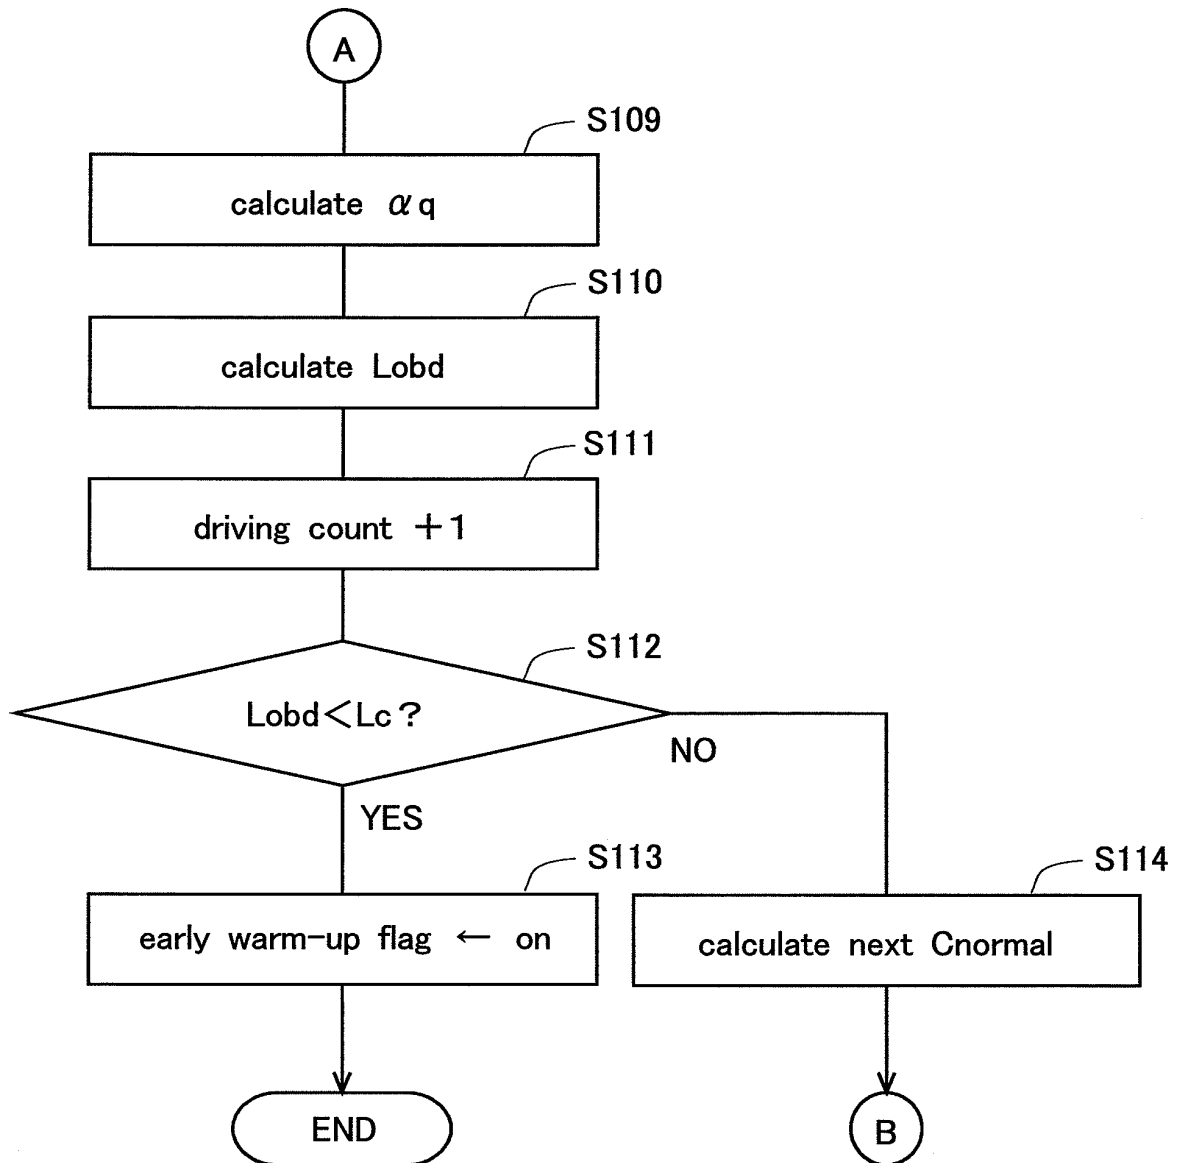 A
S109
calculate αq
S110
calculate Lobd
S111
driving count +1
S112
Lobd<Lc?
NO
YES
S113
early warm-up flag ← on
S114
calculate next Cnormal
END
B